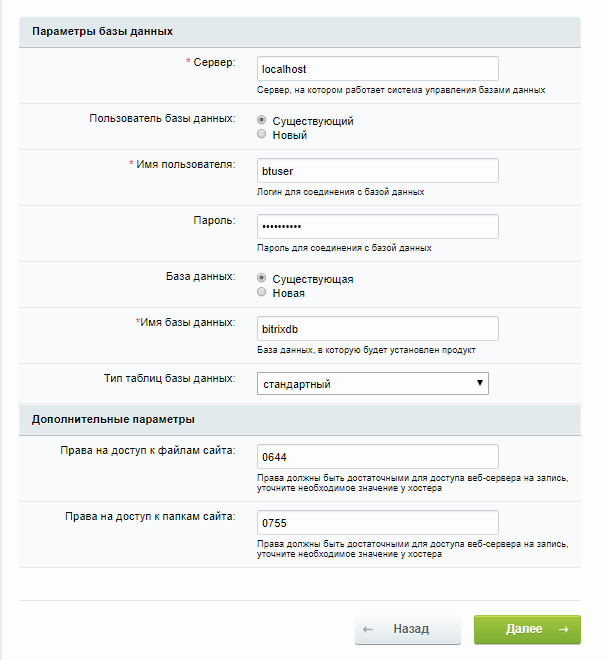 Параметры базы данных
* Сервер:
localhost
Сервер, на котором работает система управления базами данных
Пользователь базы данных:
Существующий
Новый
* Имя пользователя:
btuser
Логин для соединения с базой данных
Пароль:
••••••••••
Пароль для соединения с базой данных
База данных:
Существующая
Новая
*Имя базы данных:
bitrixdb
База данных, в которую будет установлен продукт
Тип таблиц базы данных:
стандартный
Дополнительные параметры
Права на доступ к файлам сайта:
0644
Права должны быть достаточными для доступа веб-сервера на запись,
уточните необходимое значение у хостера
Права на доступ к папкам сайта:
0755
Права должны быть достаточными для доступа веб-сервера на запись,
уточните необходимое значение у хостера
← Назад
Далее →